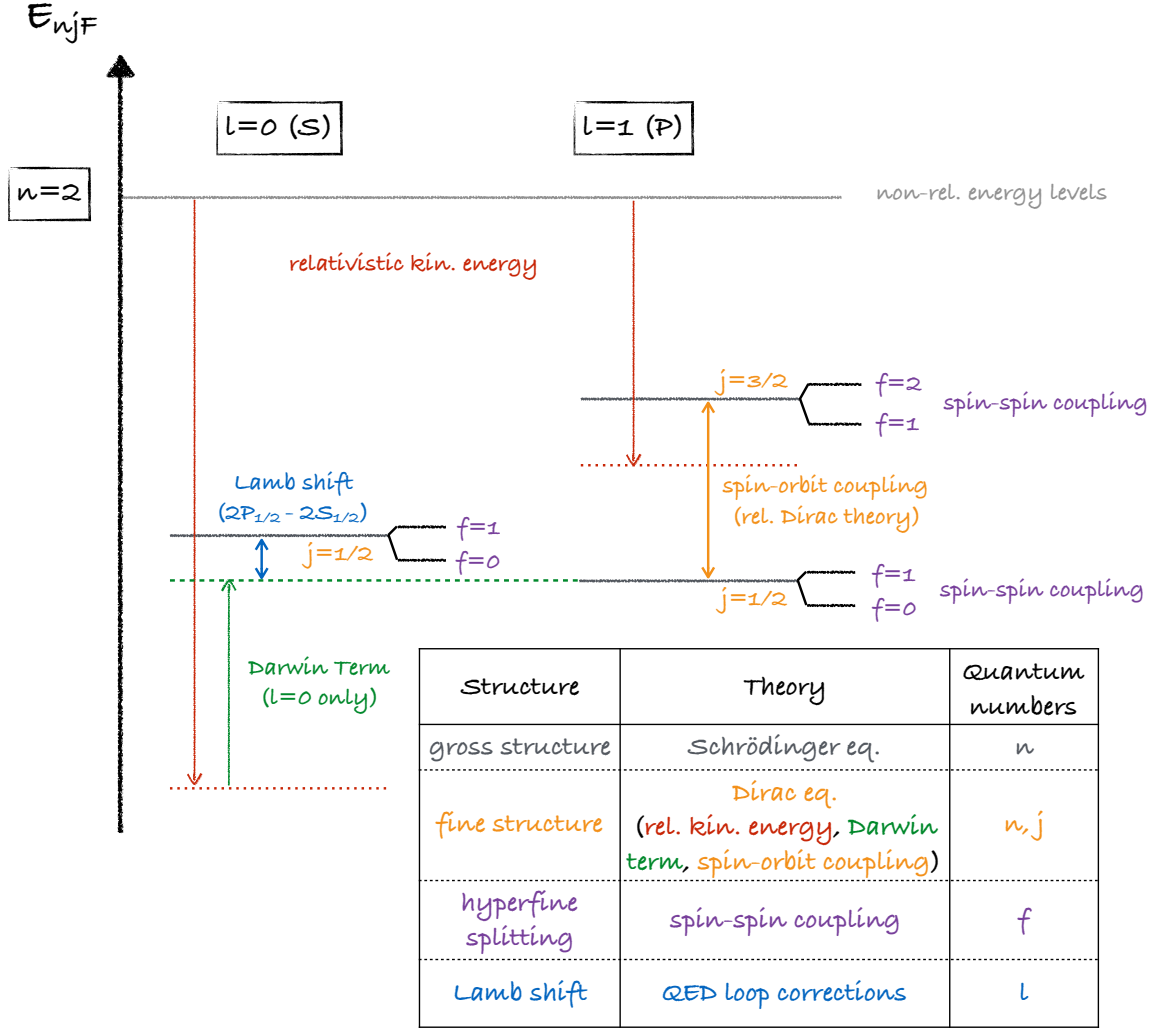 EnjF
l=0 (S)
l=1 (P)
n=2
non-rel. energy levels
relativistic kin. energy
j=3/2
f=2
f=1
spin-spin coupling
Lamb shift
(2P1/2 - 2S1/2)
spin-orbit coupling
(rel. Dirac theory)
j=1/2
f=1
f=0
j=1/2
f=1
f=0
spin-spin coupling
Darwin Term
(l=0 only)
Structure
Theory
Quantum
numbers
gross structure
Schrödinger eq.
n
fine structure
Dirac eq.
(rel. kin. energy, Darwin
term, spin-orbit coupling)
n, j
hyperfine
splitting
spin-spin coupling
f
Lamb shift
QED loop corrections
l